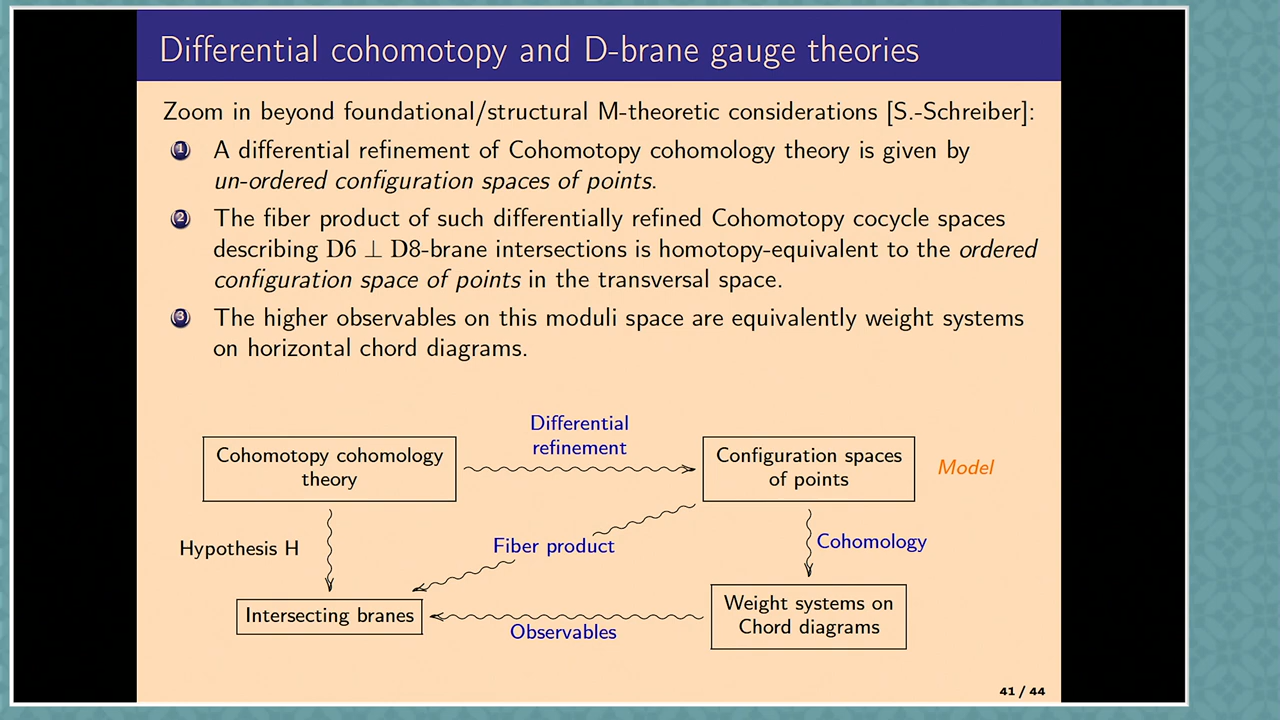 Differential cohomotopy and D-brane gauge theories
Zoom in beyond foundational/structural M-theoretic considerations [S.-Schreiber]:
1 A differential refinement of Cohomotopy cohomology theory is given by
un-ordered configuration spaces of points.
2 The fiber product of such differentially refined Cohomotopy cocycle spaces
describing D6 ⊥ D8-brane intersections is homotopy-equivalent to the ordered
configuration space of points in the transversal space.
3 The higher observables on this moduli space are equivalently weight systems
on horizontal chord diagrams.
Differential
refinement
Cohomotopy cohomology
theory
Configuration spaces
of points
Model
Hypothesis H
Fiber product
Cohomology
Intersecting branes
Observables
Weight systems on
Chord diagrams
41 / 44